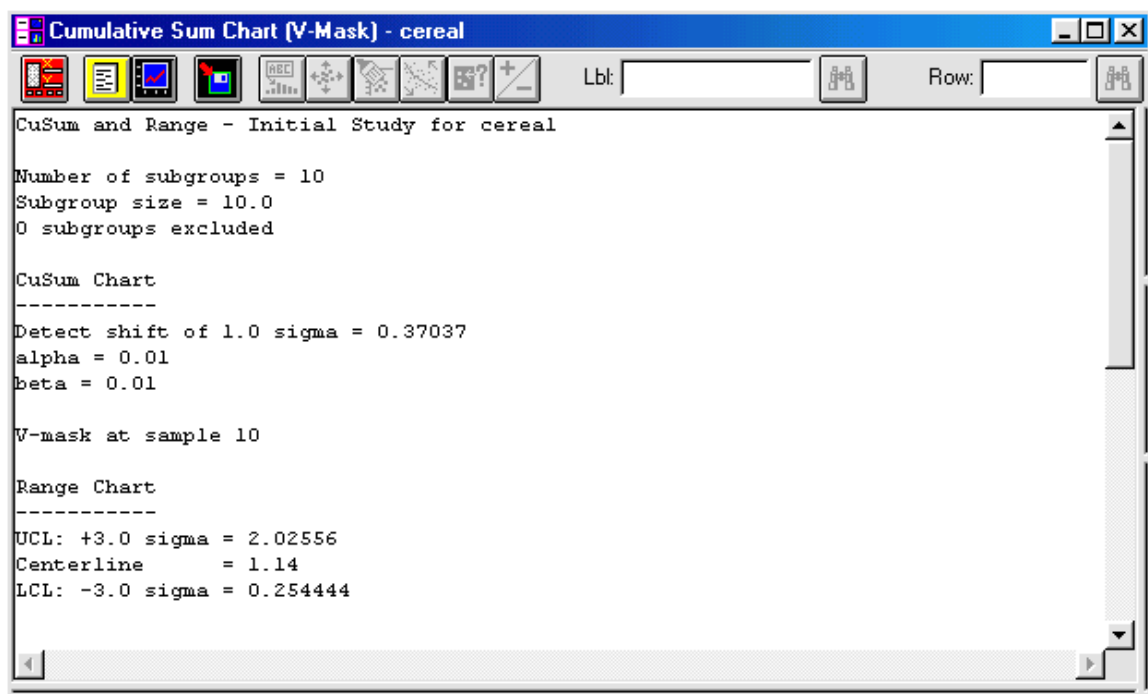 Cumulative Sum Chart (V-Mask) - cereal
ABC ? + - Lbl: Row:
CuSum and Range - Initial Study for cereal
Number of subgroups = 10
Subgroup size = 10.0
0 subgroups excluded
CuSum Chart
-----------
Detect shift of 1.0 sigma = 0.37037
alpha = 0.01
beta = 0.01
V-mask at sample 10
Range Chart
-----------
UCL: +3.0 sigma = 2.02556
Centerline      = 1.14
LCL: -3.0 sigma = 0.254444